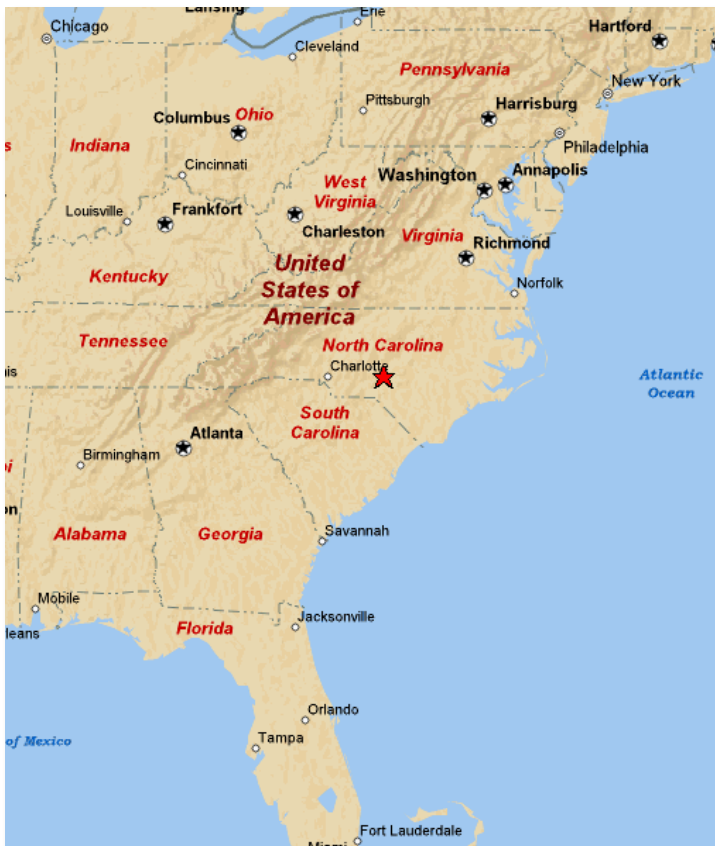 Lansing
Erie
Chicago
Hartford
Cleveland
Pennsylvania
New York
Pittsburgh
Harrisburg
Columbus
Ohio
Philadelphia
Indiana
Cincinnati
West
Virginia
Washington
Annapolis
Louisville
Frankfort
Charleston
Virginia
Richmond
Kentucky
United
States of
America
Norfolk
Tennessee
North Carolina
Charlotte
Atlantic
Ocean
South
Carolina
Atlanta
Birmingham
Alabama
Georgia
Savannah
Mobile
Jacksonville
leans
Florida
Orlando
of Mexico
Tampa
Fort Lauderdale
Miami